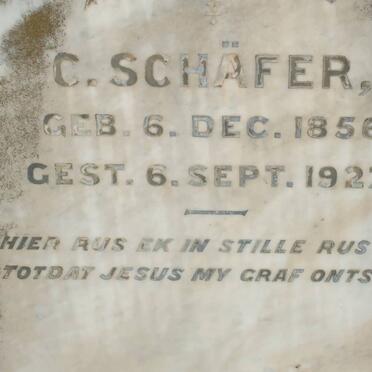 C. SCHÄFER,
GEB. 6. DEC. 1856
GEST. 6. SEPT. 192
HIER RUS EK IN STILLE RUS
TOTDAT JESUS MY GRAF ONTS